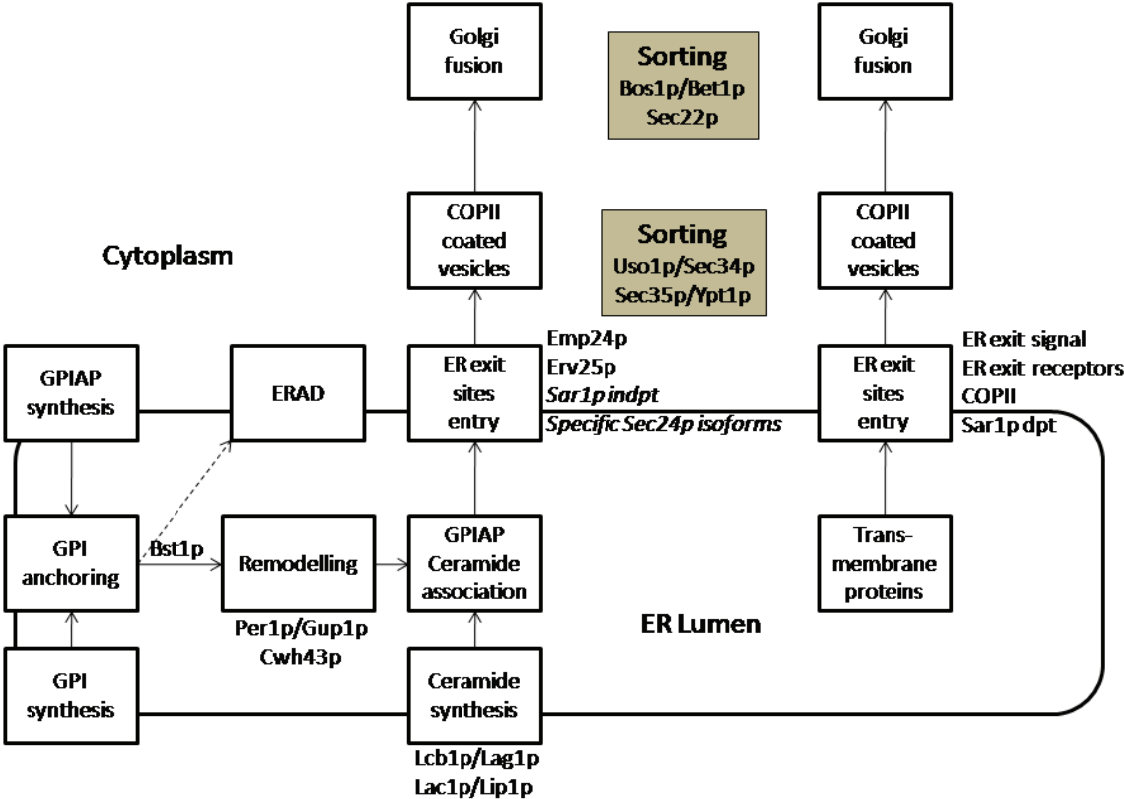 Golgi
fusion
Sorting
Bos1p/Bet1p
Sec22p
Golgi
fusion
COPII
coated
vesicles
Sorting
Uso1p/Sec34p
Sec35p/Ypt1p
COPII
coated
vesicles
Cytoplasm
GPIAP
synthesis
ERAD
ER exit
sites
entry
Emp24p
Erv25p
Sar1p indpt
Specific Sec24p isoforms
ER exit
sites
entry
ER exit signal
ER exit receptors
COPII
Sar1p dpt
GPI
anchoring
Bst1p
Remodelling
Per1p/Gup1p
Cwh43p
GPIAP
Ceramide
association
Trans-
membrane
proteins
ER Lumen
GPI
synthesis
Ceramide
synthesis
Lcb1p/Lag1p
Lac1p/Lip1p